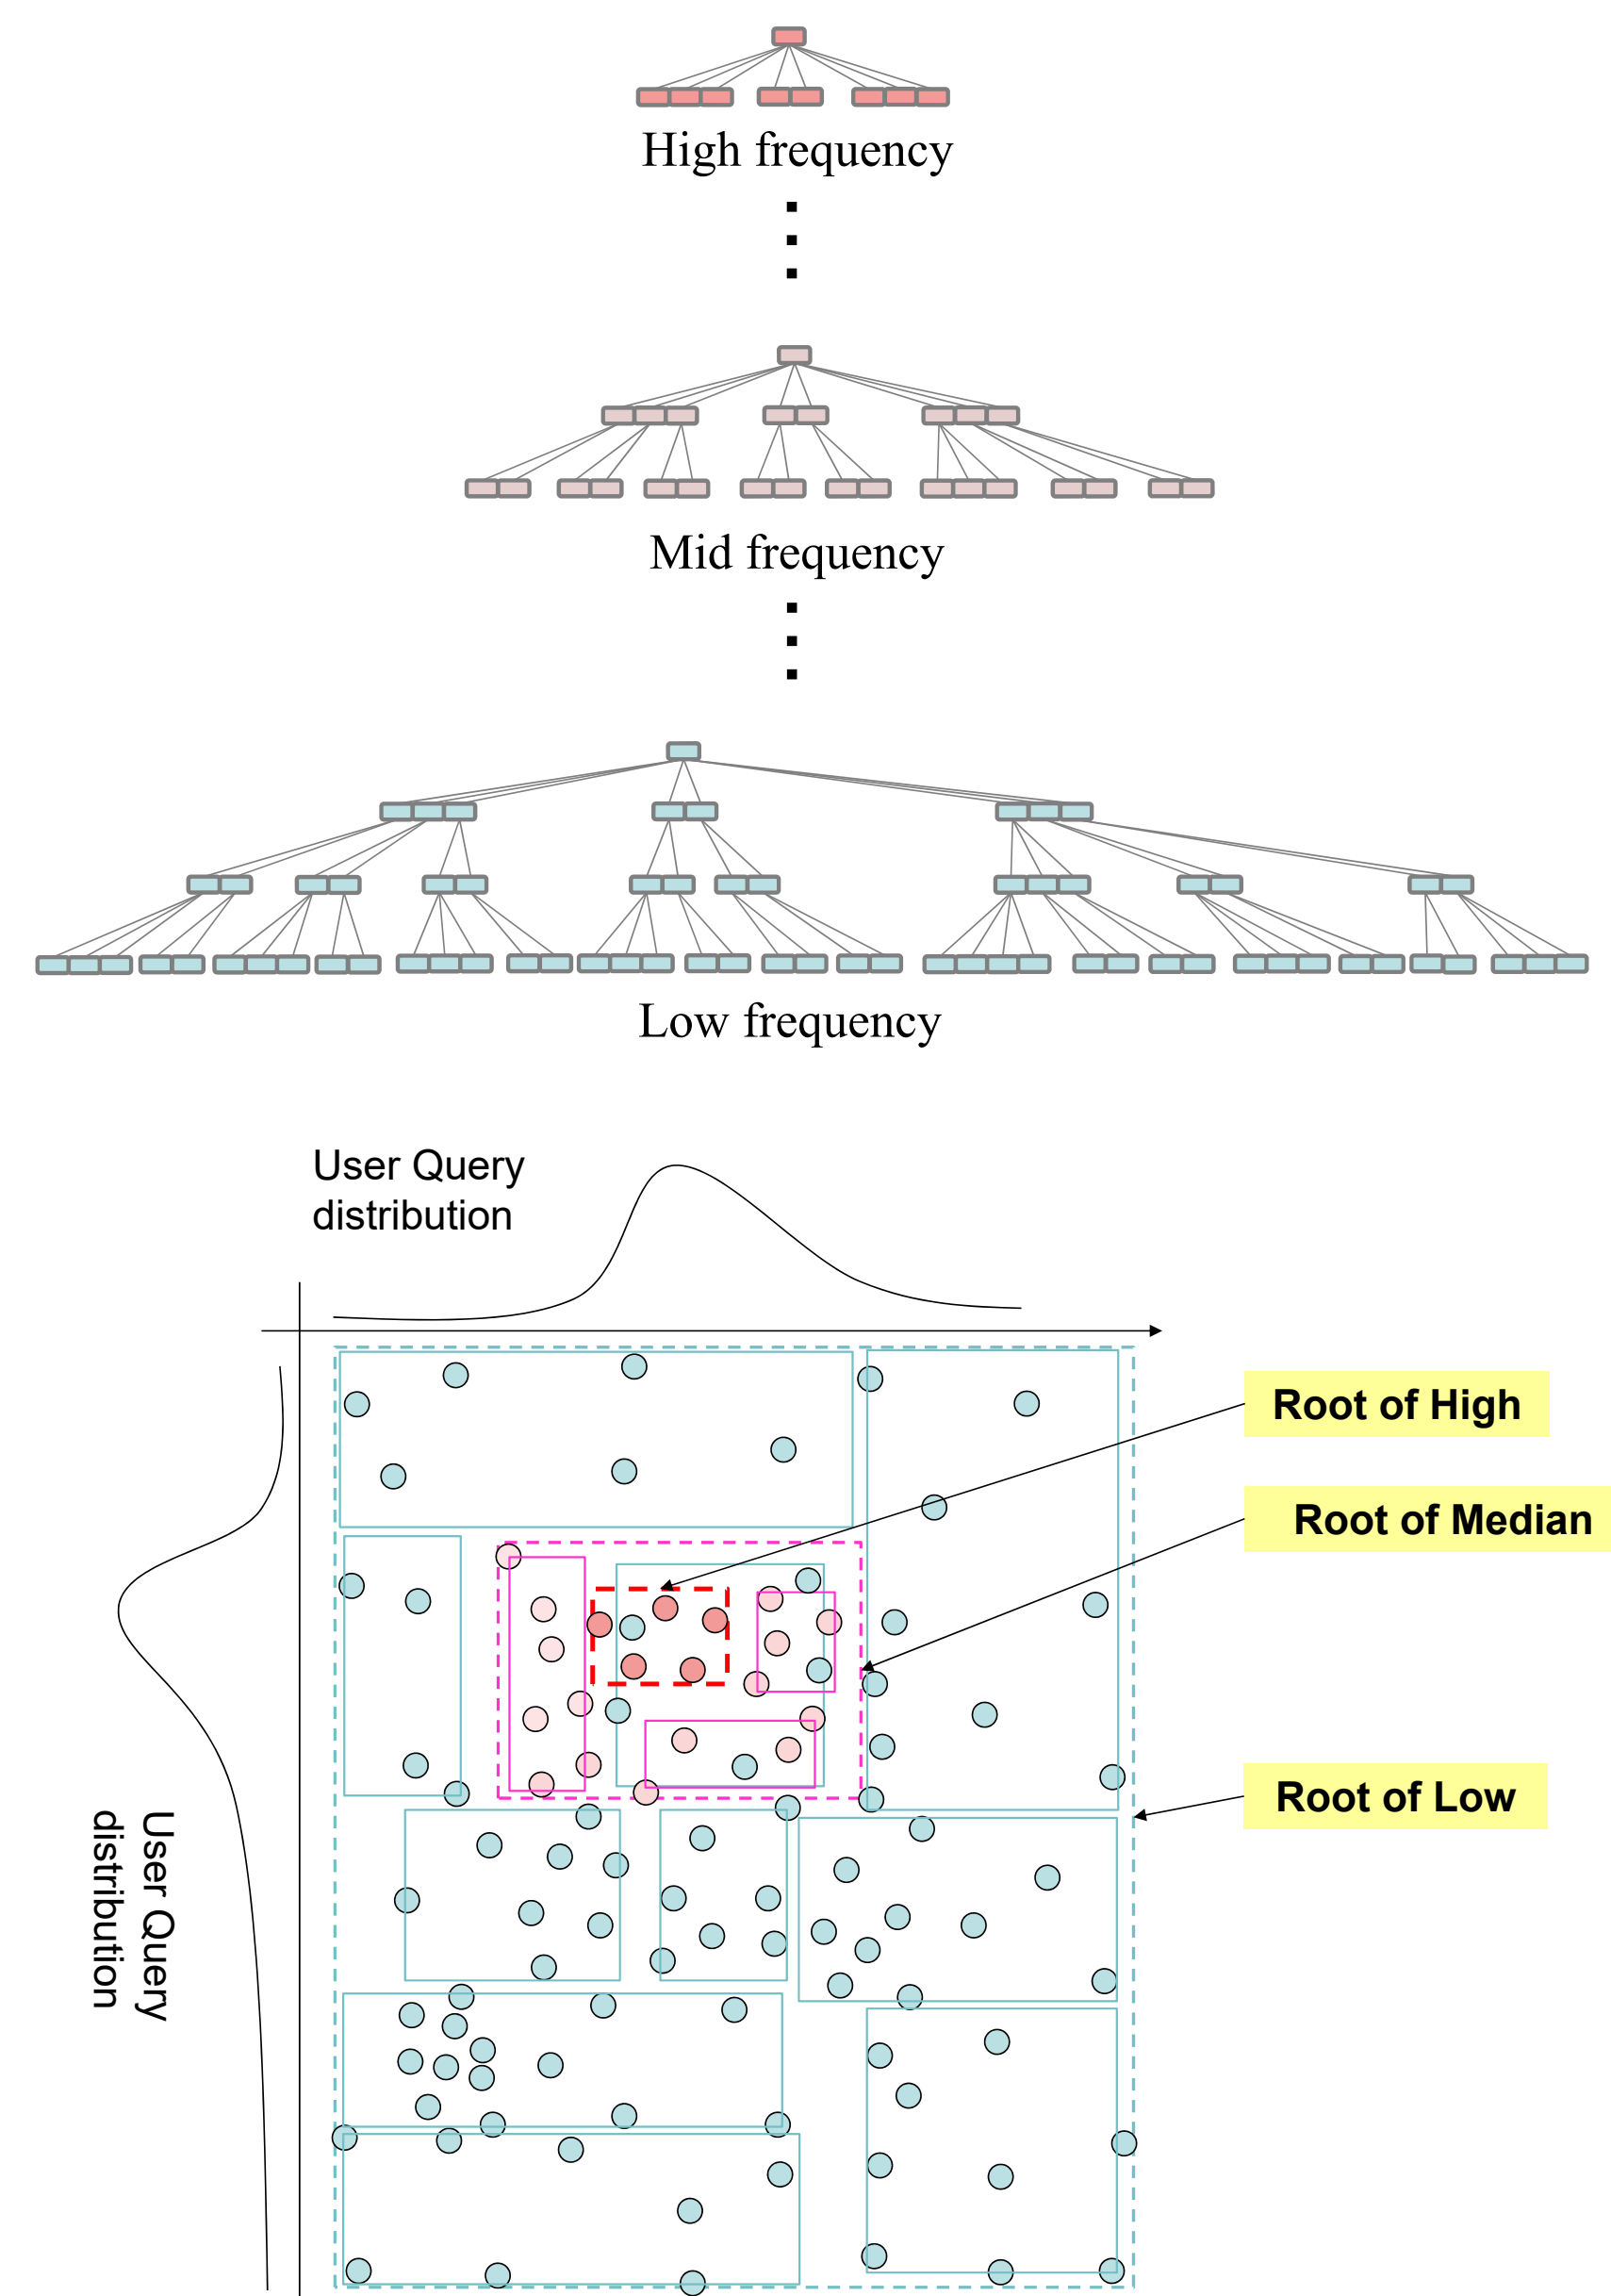 High frequency
Mid frequency
Low frequency
User Query
distribution
Root of High
Root of Median
Root of Low
User Query
distribution